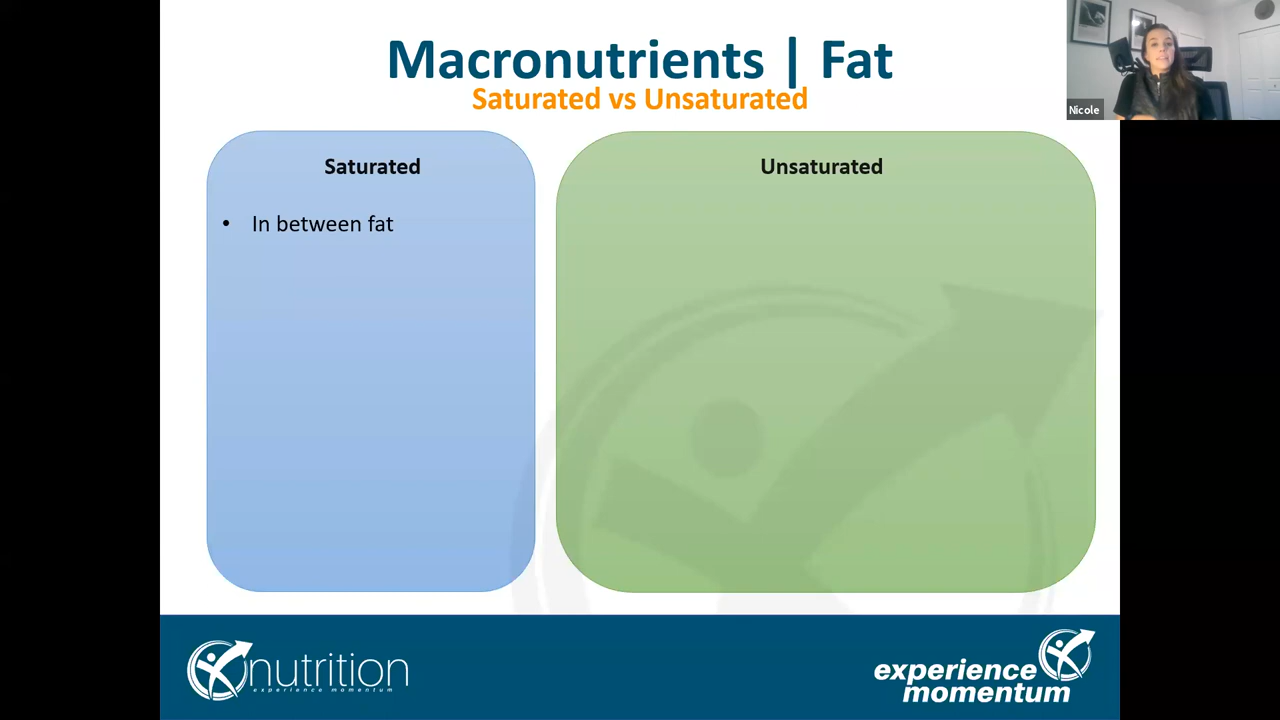 Macronutrients | Fat
Saturated vs Unsaturated
Nicole
Saturated
• In between fat
Unsaturated
nutrition
experience momentum
experience
momentum